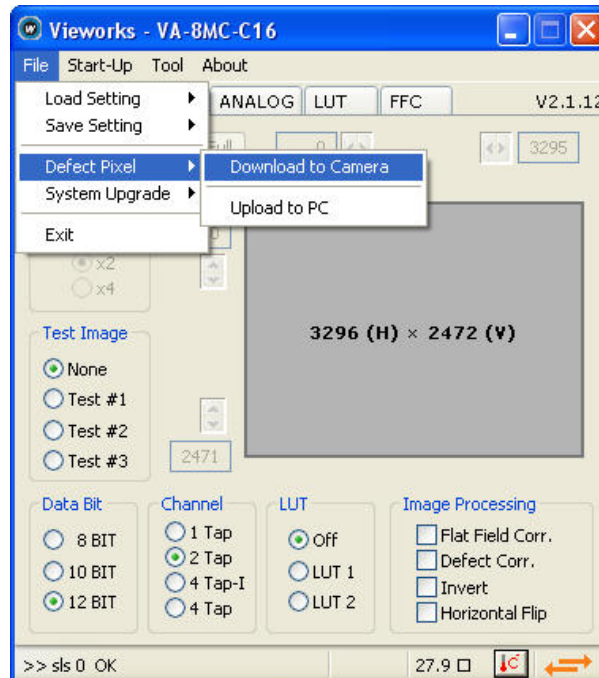 Vieworks - VA-8MC-C16
File Start-Up Tool About
Load Setting
Save Setting
Defect Pixel
System Upgrade
Exit
Download to Camera
Upload to PC
ANALOG LUT FFC V2.1.12
0 3295
x2
x4
3296 (H) × 2472 (V)
Test Image
None
Test #1
Test #2
Test #3
2471
Data Bit
8 BIT
10 BIT
12 BIT
Channel
1 Tap
2 Tap
4 Tap-I
4 Tap
LUT
Off
LUT 1
LUT 2
Image Processing
Flat Field Corr.
Defect Corr.
Invert
Horizontal Flip
>> sls 0 OK 27.9